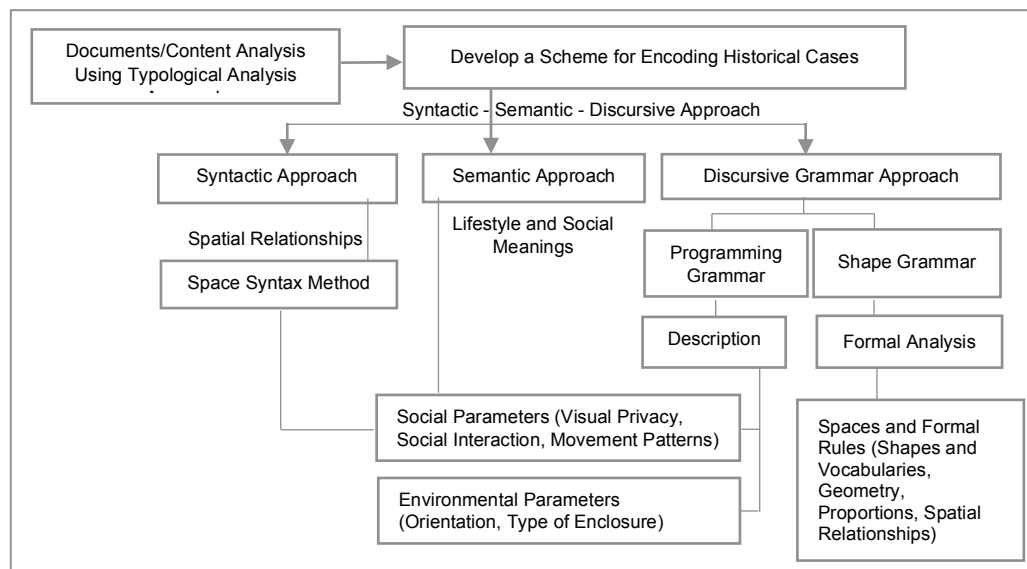 Documents/Content Analysis
Using Typological Analysis
Develop a Scheme for Encoding Historical Cases
Syntactic - Semantic - Discursive Approach
Syntactic Approach
Semantic Approach
Discursive Grammar Approach
Spatial Relationships
Lifestyle and Social
Meanings
Programming
Grammar
Shape Grammar
Space Syntax Method
Description
Formal Analysis
Social Parameters (Visual Privacy,
Social Interaction, Movement Patterns)
Environmental Parameters
(Orientation, Type of Enclosure)
Spaces and Formal
Rules (Shapes and
Vocabularies,
Geometry,
Proportions, Spatial
Relationships)